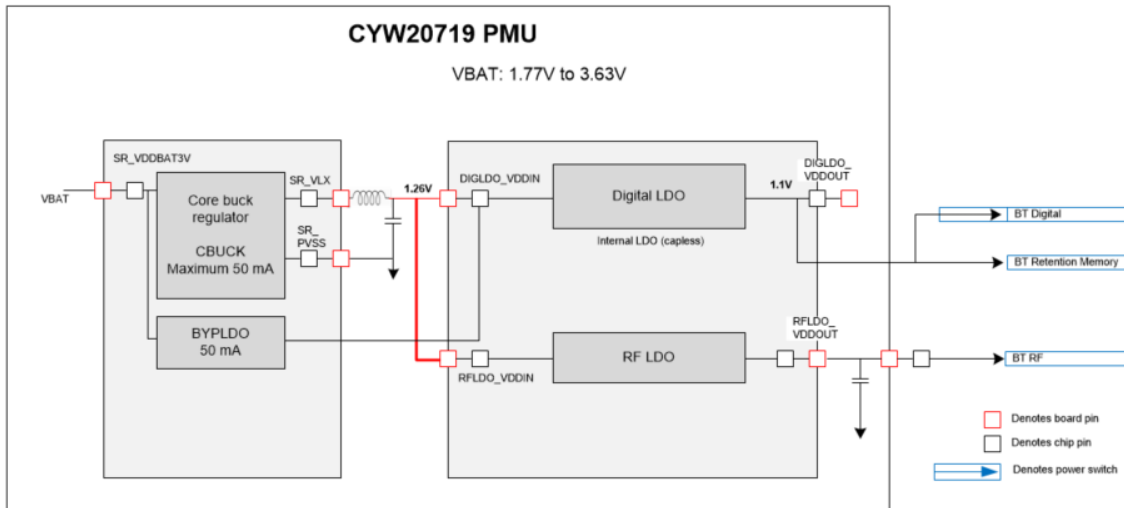 CYW20719 PMU
VBAT: 1.77V to 3.63V
SR_VDDBAT3V
VBAT
Core buck
regulator
CBUCK
Maximum 50 mA
SR_VLX
SR_
PVSS
BYPLDO
50 mA
1.26V
DIGLDO_VDDIN
Digital LDO
Internal LDO (capless)
1.1V
DIGLDO_
VDDOUT
BT Digital
BT Retention Memory
RFLDO_VDDIN
RF LDO
RFLDO_
VDDOUT
BT RF
Denotes board pin
Denotes chip pin
Denotes power switch